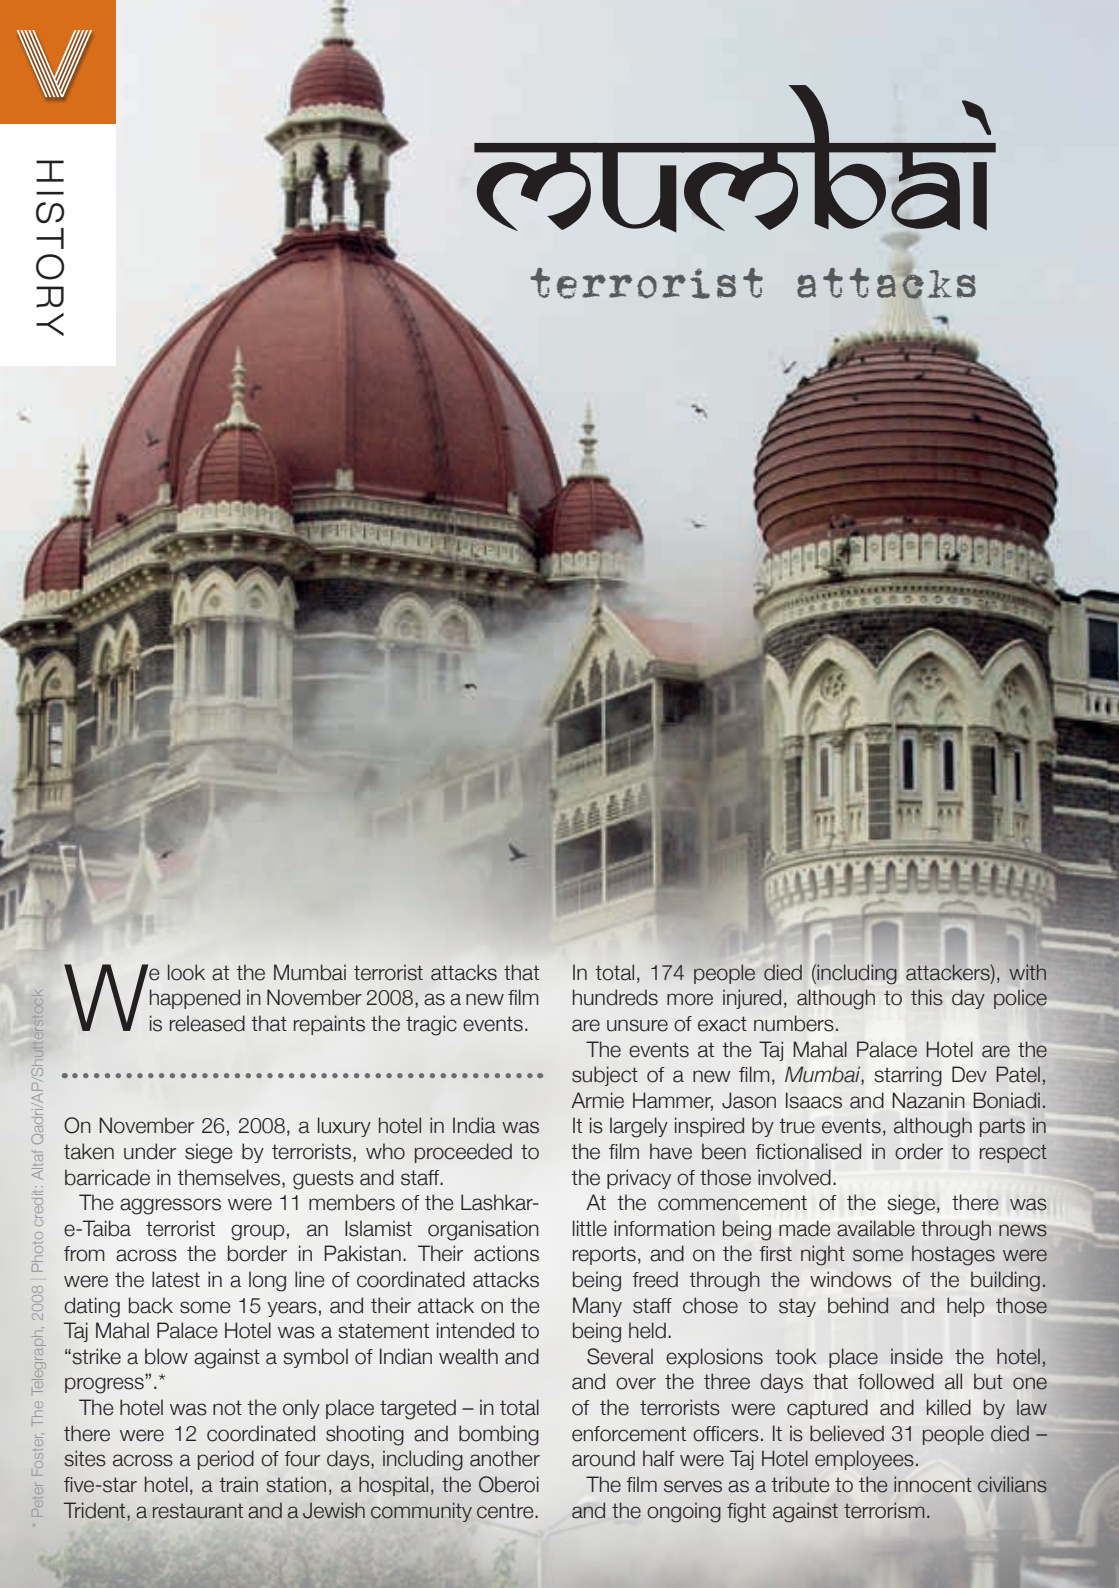 V
HISTORY
mumbai
terrorist attacks
We look at the Mumbai terrorist attacks that
happened in November 2008, as a new film
is released that repaints the tragic events.
On November 26, 2008, a luxury hotel in India was
taken under siege by terrorists, who proceeded to
barricade in themselves, guests and staff.
The aggressors were 11 members of the Lashkar-
e-Taiba terrorist group, an Islamist organisation
from across the border in Pakistan. Their actions
were the latest in a long line of coordinated attacks
dating back some 15 years, and their attack on the
Taj Mahal Palace Hotel was a statement intended to
“strike a blow against a symbol of Indian wealth and
progress”.*
The hotel was not the only place targeted – in total
there were 12 coordinated shooting and bombing
sites across a period of four days, including another
five-star hotel, a train station, a hospital, the Oberoi
Trident, a restaurant and a Jewish community centre.
In total, 174 people died (including attackers), with
hundreds more injured, although to this day police
are unsure of exact numbers.
The events at the Taj Mahal Palace Hotel are the
subject of a new film, Mumbai, starring Dev Patel,
Armie Hammer, Jason Isaacs and Nazanin Boniadi.
It is largely inspired by true events, although parts in
the film have been fictionalised in order to respect
the privacy of those involved.
At the commencement of the siege, there was
little information being made available through news
reports, and on the first night some hostages were
being freed through the windows of the building.
Many staff chose to stay behind and help those
being held.
Several explosions took place inside the hotel,
and over the three days that followed all but one
of the terrorists were captured and killed by law
enforcement officers. It is believed 31 people died –
around half were Taj Hotel employees.
The film serves as a tribute to the innocent civilians
and the ongoing fight against terrorism.
* Peter Foster, The Telegraph, 2008 | Photo credit: Altaf Qadri/AP/Shutterstock